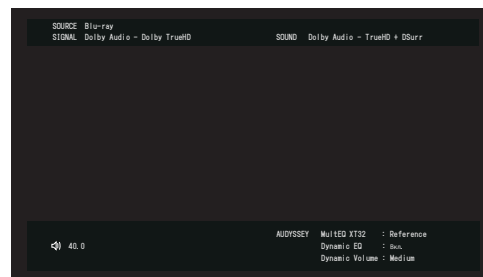 SOURCE Blu-ray
SIGNAL Dolby Audio - Dolby TrueHD SOUND Dolby Audio - TrueHD + DSurr
AUDYSSEY MultEQ XT32 : Reference
40.0 Dynamic EQ : Вкл.
Dynamic Volume : Medium